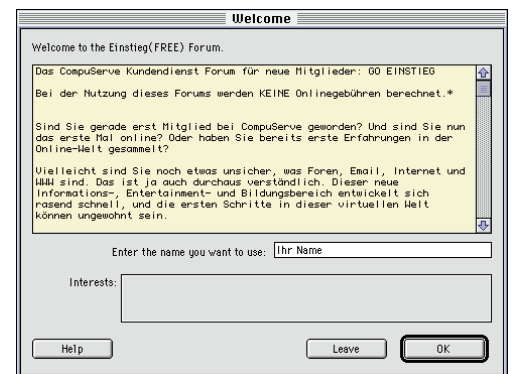 Welcome
Welcome to the Einstieg(FREE) Forum.
Das CompuServe Kundendienst Forum für neue Mitglieder: GO EINSTIEG
Bei der Nutzung dieses Forums werden KEINE Onlinegebühren berechnet.*
Sind Sie gerade erst Mitglied bei CompuServe geworden? Und sind Sie nun
das erste Mal online? Oder haben Sie bereits erste Erfahrungen in der
Online-Welt gesammelt?
Vielleicht sind Sie noch etwas unsicher, was Foren, Email, Internet und
WWW sind. Das ist ja auch durchaus verständlich. Dieser neue
Informations-, Entertainment- und Bildungsbereich entwickelt sich
rasend schnell, und die ersten Schritte in dieser virtuellen Welt
können ungewohnt sein.
Enter the name you want to use: Ihr Name
Interests:
Help Leave OK